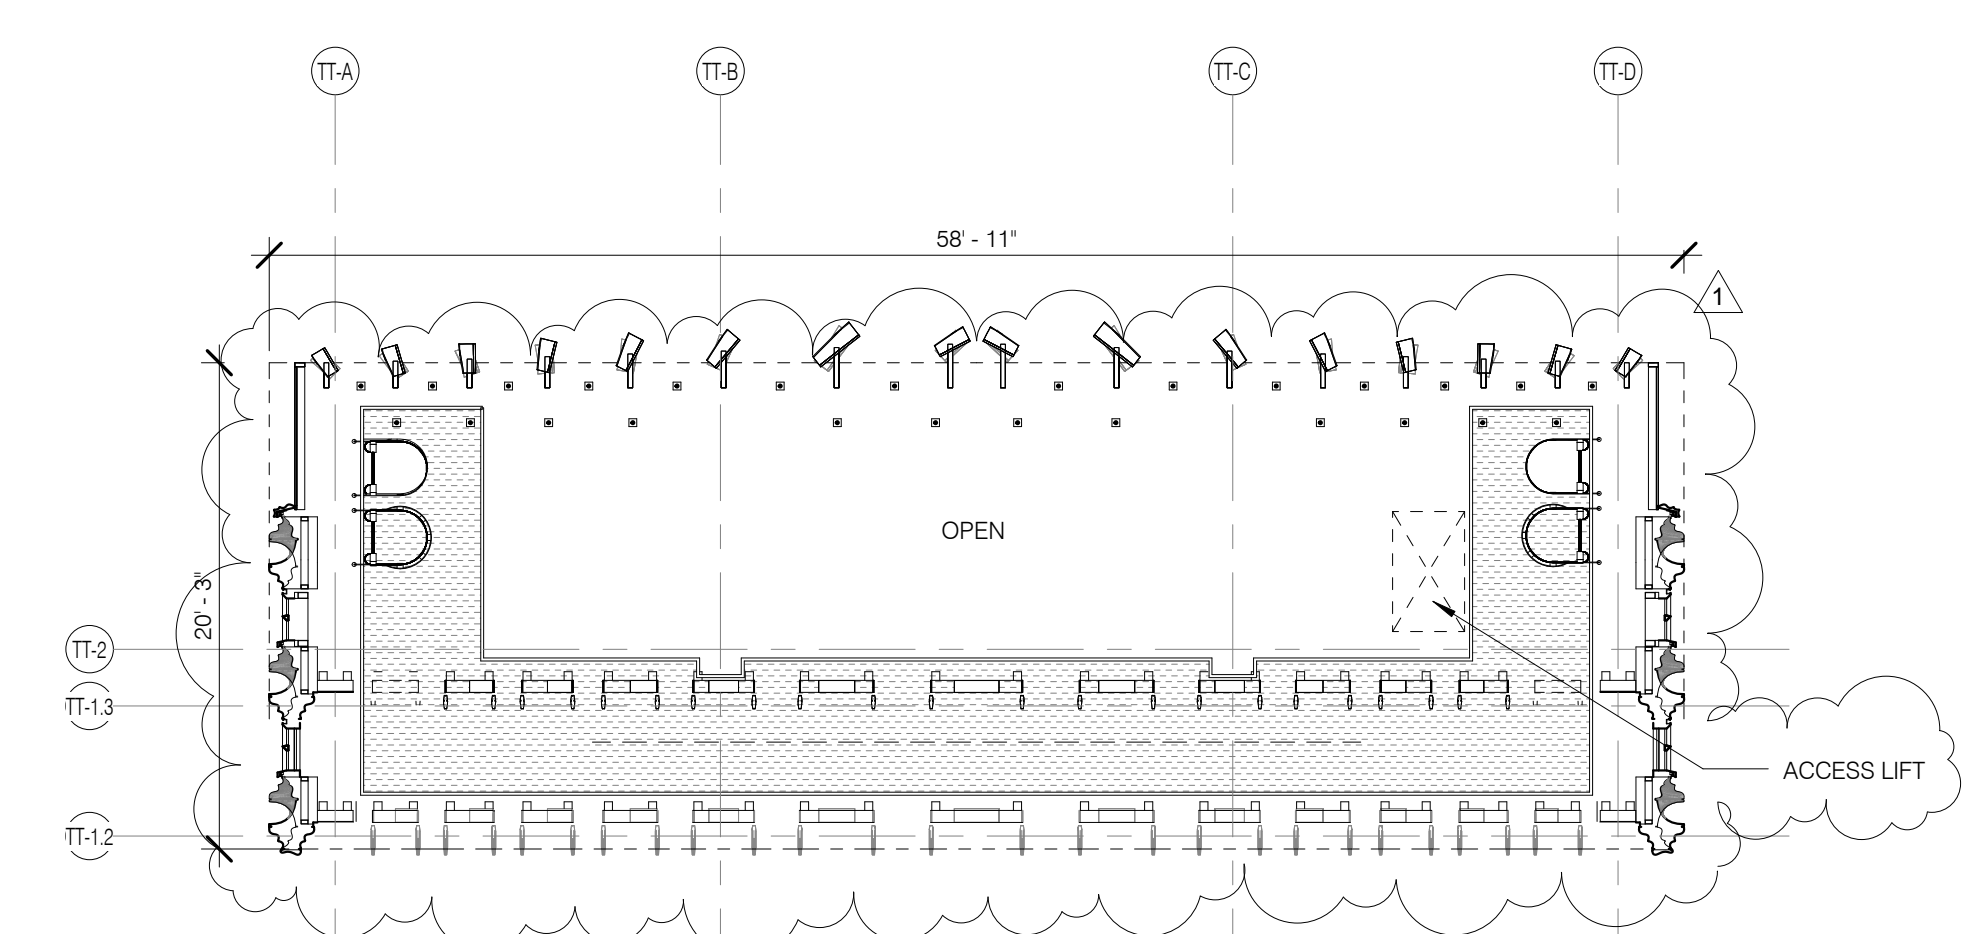 TT-A
TT-B
TT-C
TT-D
58' - 11"
1
OPEN
20' - 3"
TT-2
TT-1.3
TT-1.2
ACCESS LIFT